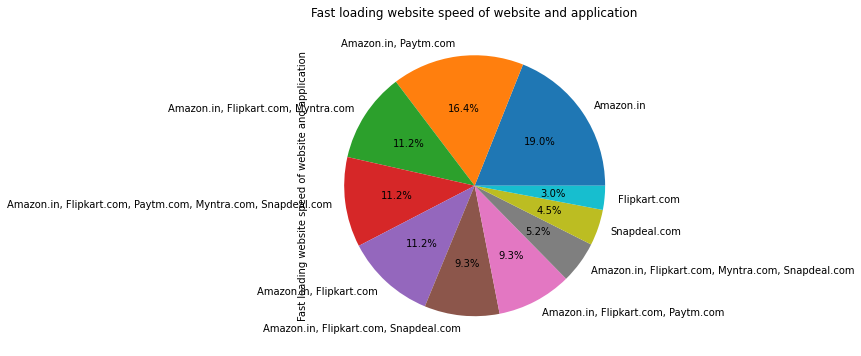 Fast loading website speed of website and application
Amazon.in, Paytm.com
Amazon.in
Amazon.in, Flipkart.com, Myntra.com
Amazon.in, Flipkart.com, Paytm.com, Myntra.com, Snapdeal.com
Amazon.in, Flipkart.com
Amazon.in, Flipkart.com, Snapdeal.com
Amazon.in, Flipkart.com, Paytm.com
Amazon.in, Flipkart.com, Myntra.com, Snapdeal.com
Snapdeal.com
Flipkart.com
19.0%
16.4%
11.2%
11.2%
11.2%
9.3%
9.3%
5.2%
4.5%
3.0%
Fast loading website speed of website and application